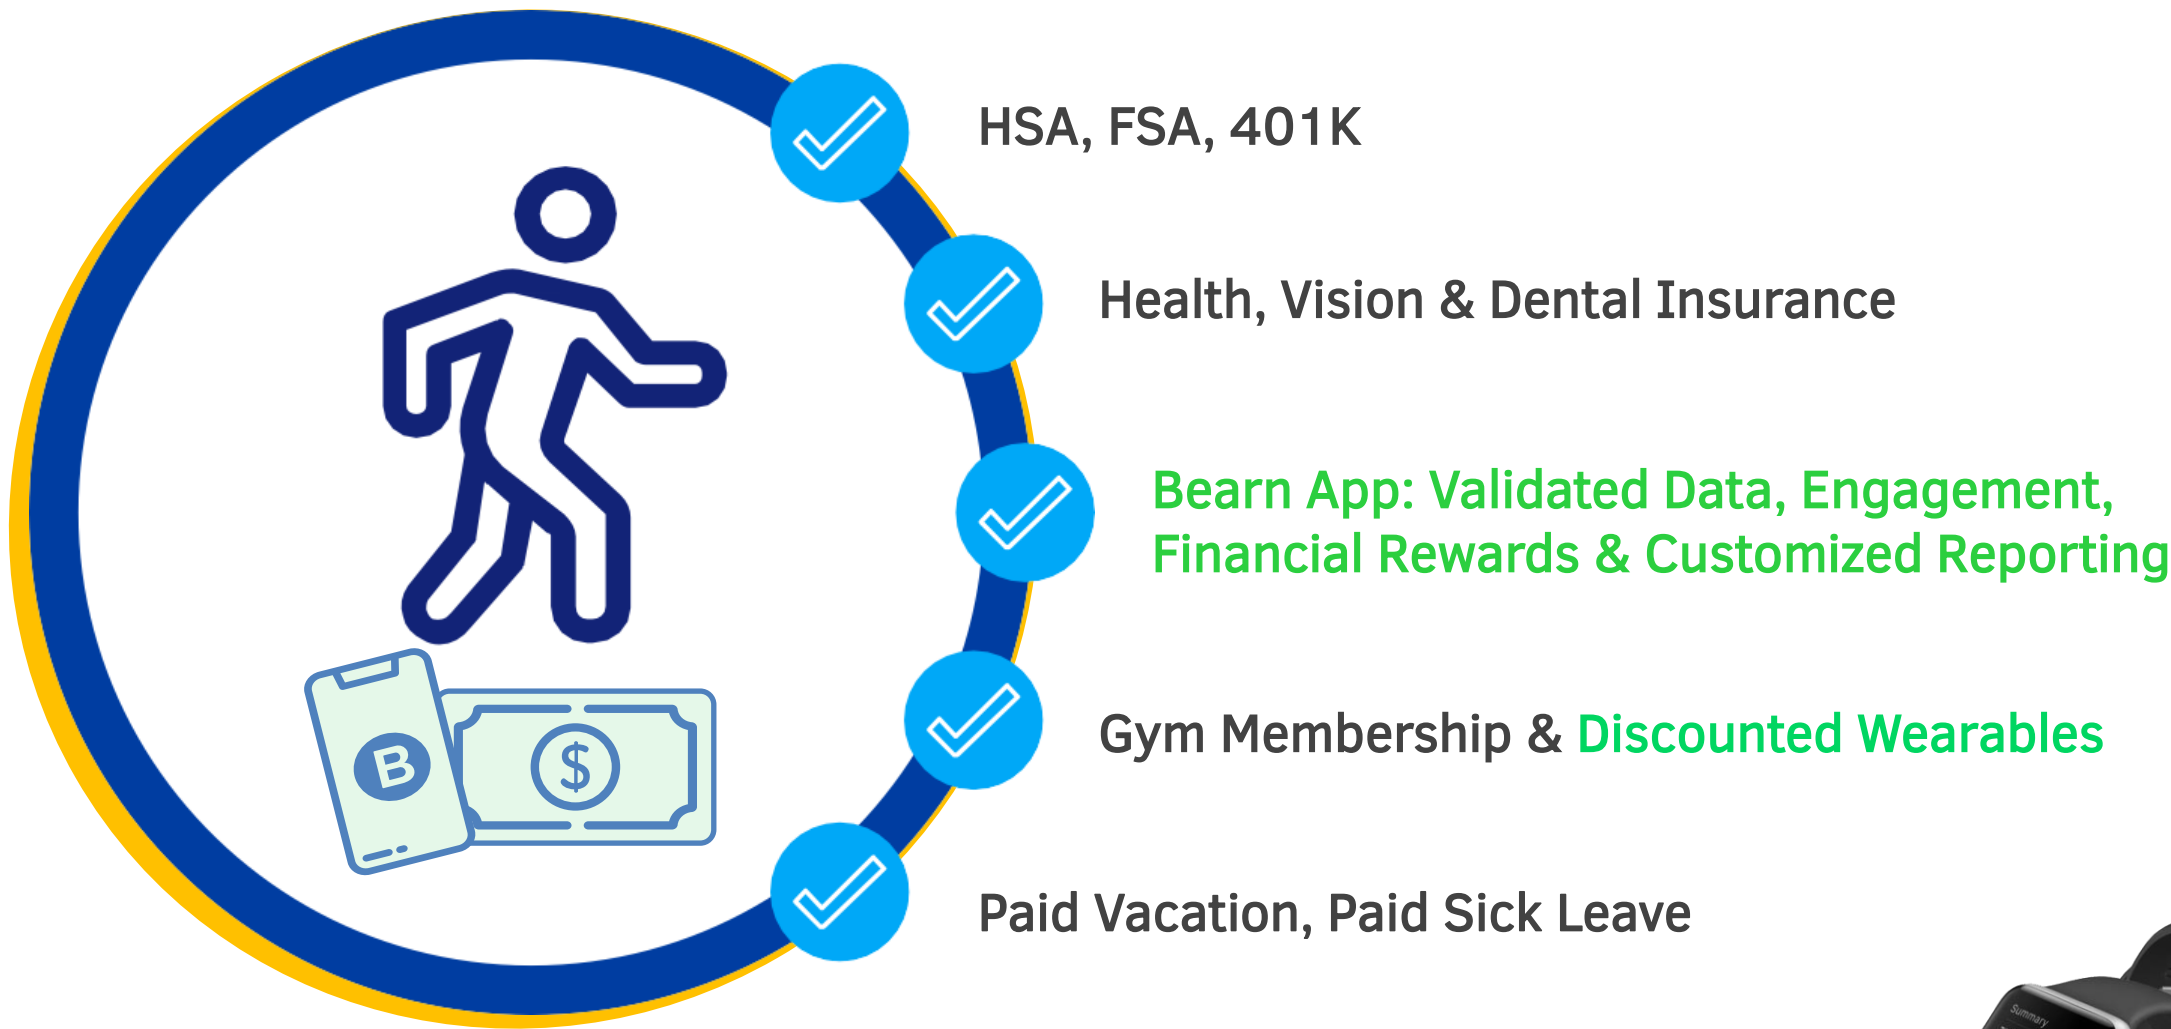 HSA, FSA, 401K
Health, Vision & Dental Insurance
Bearn App: Validated Data, Engagement,
Financial Rewards & Customized Reporting
Gym Membership & Discounted Wearables
B
$
Paid Vacation, Paid Sick Leave
Summary